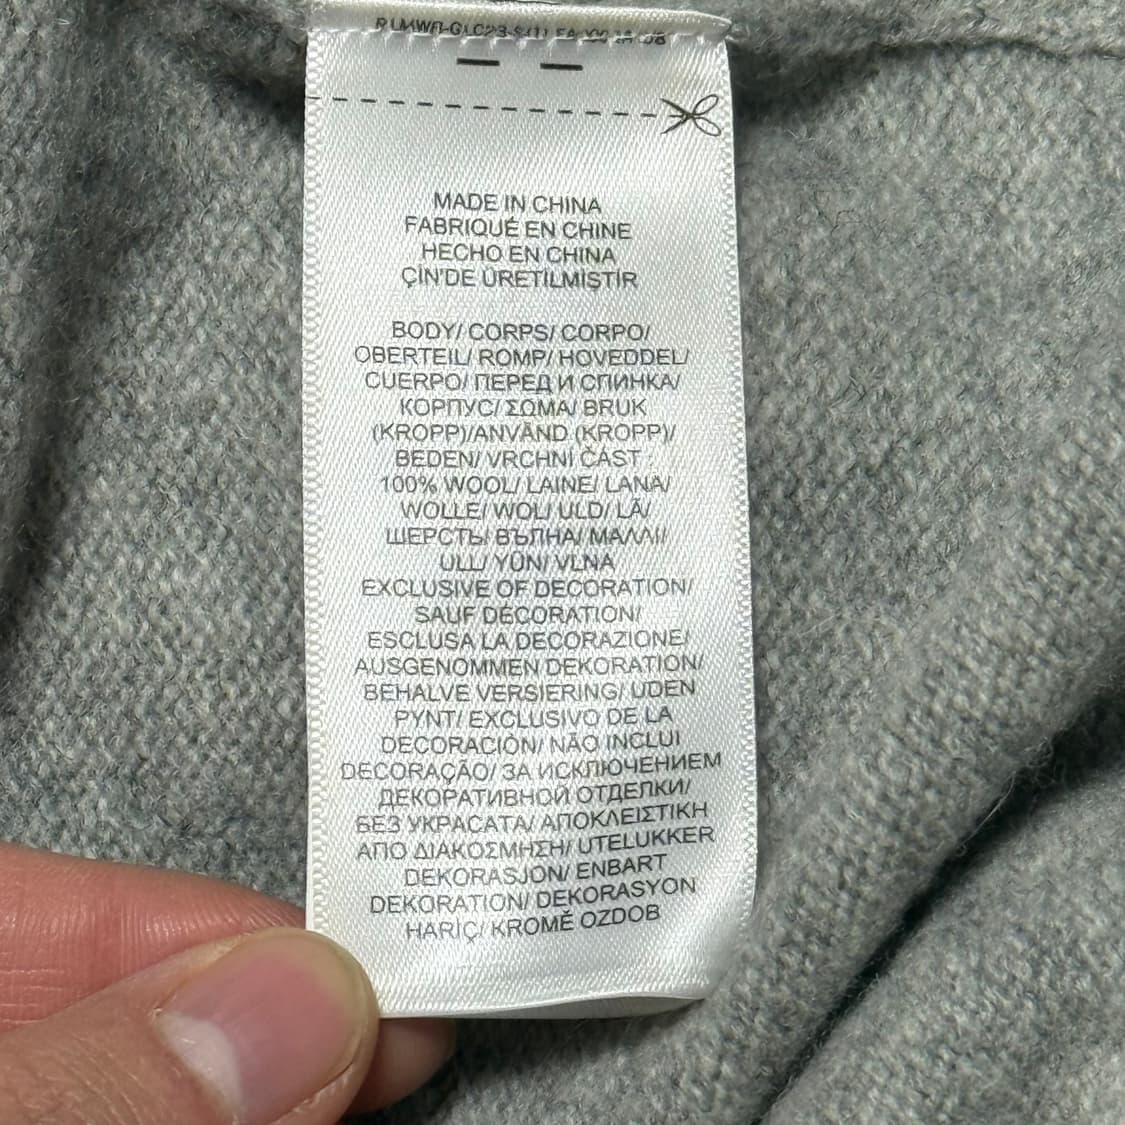 MADE IN CHINA
FABRIQUÉ EN CHINE
HECHO EN CHINA
ÇİN'DE ÜRETİLMİŞTİR
BODY/ CORPS/ CORPO/
OBERTEIL/ ROMP/ HOVEDDEL/
CUERPO/ ПЕРЕД И СПИНКА/
КОРПУС/ ΣΩΜΑ/ BRUK
(KROPP)/ANVÄND (KROPP)/
BEDEN/ VRCHNÍ ČÁST :
100% WOOL/ LAINE/ LANA/
WOLLE/ WOL/ ULD/ LÃ/
ШЕРСТЬ/ ВЪЛНА/ ΜΑΛΛΙ/
ULL/ YÜN/ VLNA
EXCLUSIVE OF DECORATION/
SAUF DÉCORATION/
ESCLUSA LA DECORAZIONE/
AUSGENOMMEN DEKORATION/
BEHALVE VERSIERING/ UDEN
PYNT/ EXCLUSIVO DE LA
DECORACIÓN/ NÃO INCLUI
DECORAÇÃO/ ЗА ИСКЛЮЧЕНИЕМ
ДЕКОРАТИВНОЙ ОТДЕЛКИ/
БЕЗ УКРАСАТА/ ΑΠΟΚΛΕΙΣΤΙΚΗ
ΑΠΟ ΔΙΑΚΟΣΜΗΣΗ/ UTELUKKER
DEKORASJON/ ENBART
DEKORATION/ DEKORASYON
HARİÇ/ KROMĚ OZDOB